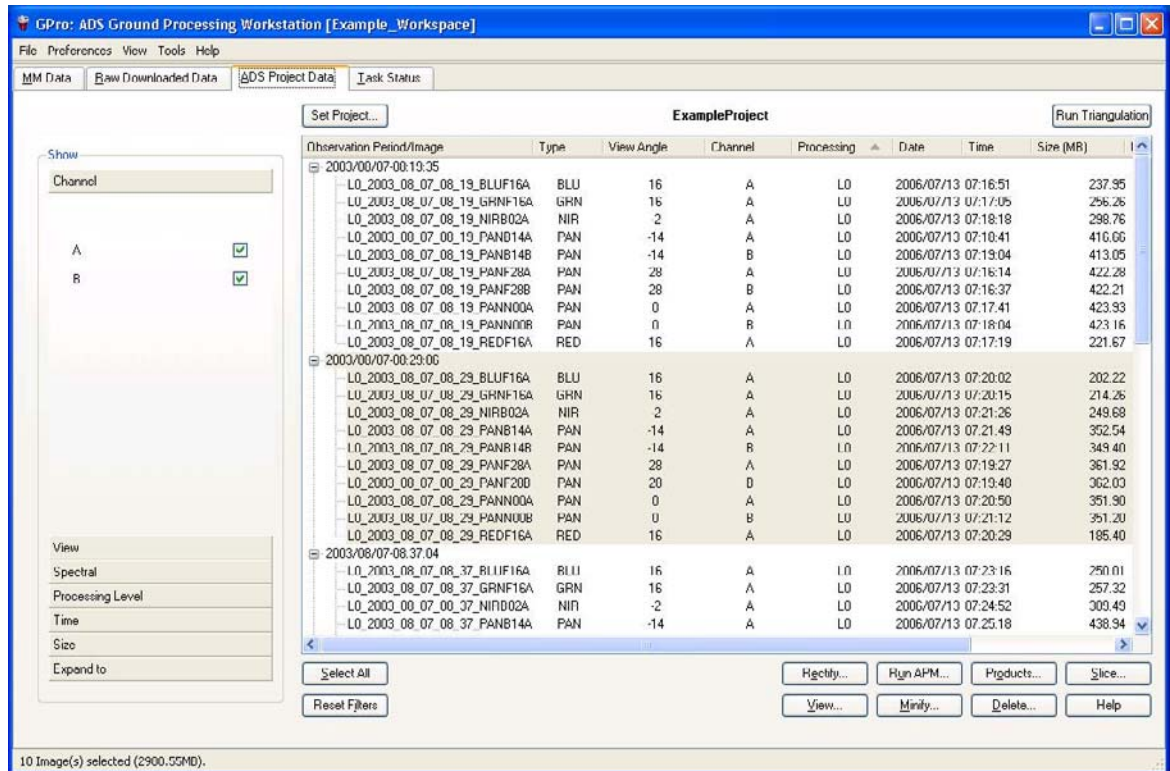 GPro: ADS Ground Processing Workstation [Example_Workspace]
File Preferences View Tools Help
MM Data Raw Downloaded Data ADS Project Data Task Status
Set Project... ExampleProject Run Triangulation
Show
Channel
A
B
View
Spectral
Processing Level
Time
Size
Expand to
Observation Period/Image Type View Angle Channel Processing Date Time Size (MB)
2003/08/07-08:19:35
L0_2003_08_07_08_19_BLUF16A BLU 16 A L0 2006/07/13 07:16:51 237.95
L0_2003_08_07_08_19_GRNF16A GRN 16 A L0 2006/07/13 07:17:05 256.26
L0_2003_08_07_08_19_NIRB02A NIR -2 A L0 2006/07/13 07:18:18 298.76
L0_2003_08_07_08_19_PANB14A PAN -14 A L0 2006/07/13 07:18:41 416.66
L0_2003_08_07_08_19_PANB14B PAN -14 B L0 2006/07/13 07:19:04 413.05
L0_2003_08_07_08_19_PANF28A PAN 28 A L0 2006/07/13 07:16:14 422.28
L0_2003_08_07_08_19_PANF28B PAN 28 B L0 2006/07/13 07:16:37 422.21
L0_2003_08_07_08_19_PANN00A PAN 0 A L0 2006/07/13 07:17:41 423.93
L0_2003_08_07_08_19_PANN00B PAN 0 B L0 2006/07/13 07:18:04 423.16
L0_2003_08_07_08_19_REDF16A RED 16 A L0 2006/07/13 07:17:19 221.67
2003/08/07-08:29:06
L0_2003_08_07_08_29_BLUF16A BLU 16 A L0 2006/07/13 07:20:02 202.22
L0_2003_08_07_08_29_GRNF16A GRN 16 A L0 2006/07/13 07:20:15 214.26
L0_2003_08_07_08_29_NIRB02A NIR -2 A L0 2006/07/13 07:21:26 249.68
L0_2003_08_07_08_29_PANB14A PAN -14 A L0 2006/07/13 07:21:49 352.54
L0_2003_08_07_08_29_PANB14B PAN -14 B L0 2006/07/13 07:22:11 349.40
L0_2003_08_07_08_29_PANF28A PAN 28 A L0 2006/07/13 07:19:27 361.92
L0_2003_08_07_08_29_PANF28B PAN 28 B L0 2006/07/13 07:19:48 362.03
L0_2003_08_07_08_29_PANN00A PAN 0 A L0 2006/07/13 07:20:50 351.90
L0_2003_08_07_08_29_PANN00B PAN 0 B L0 2006/07/13 07:21:12 351.20
L0_2003_08_07_08_29_REDF16A RED 16 A L0 2006/07/13 07:20:29 185.40
2003/08/07-08:37:04
L0_2003_08_07_08_37_BLUF16A BLU 16 A L0 2006/07/13 07:23:16 250.01
L0_2003_08_07_08_37_GRNF16A GRN 16 A L0 2006/07/13 07:23:31 257.32
L0_2003_08_07_08_37_NIRB02A NIR -2 A L0 2006/07/13 07:24:52 309.49
L0_2003_08_07_08_37_PANB14A PAN -14 A L0 2006/07/13 07:25:18 438.94
Select All Rectify... Run APM... Products... Slice...
Reset Filters View... Minify... Delete... Help
10 Image(s) selected (2900.55MB).